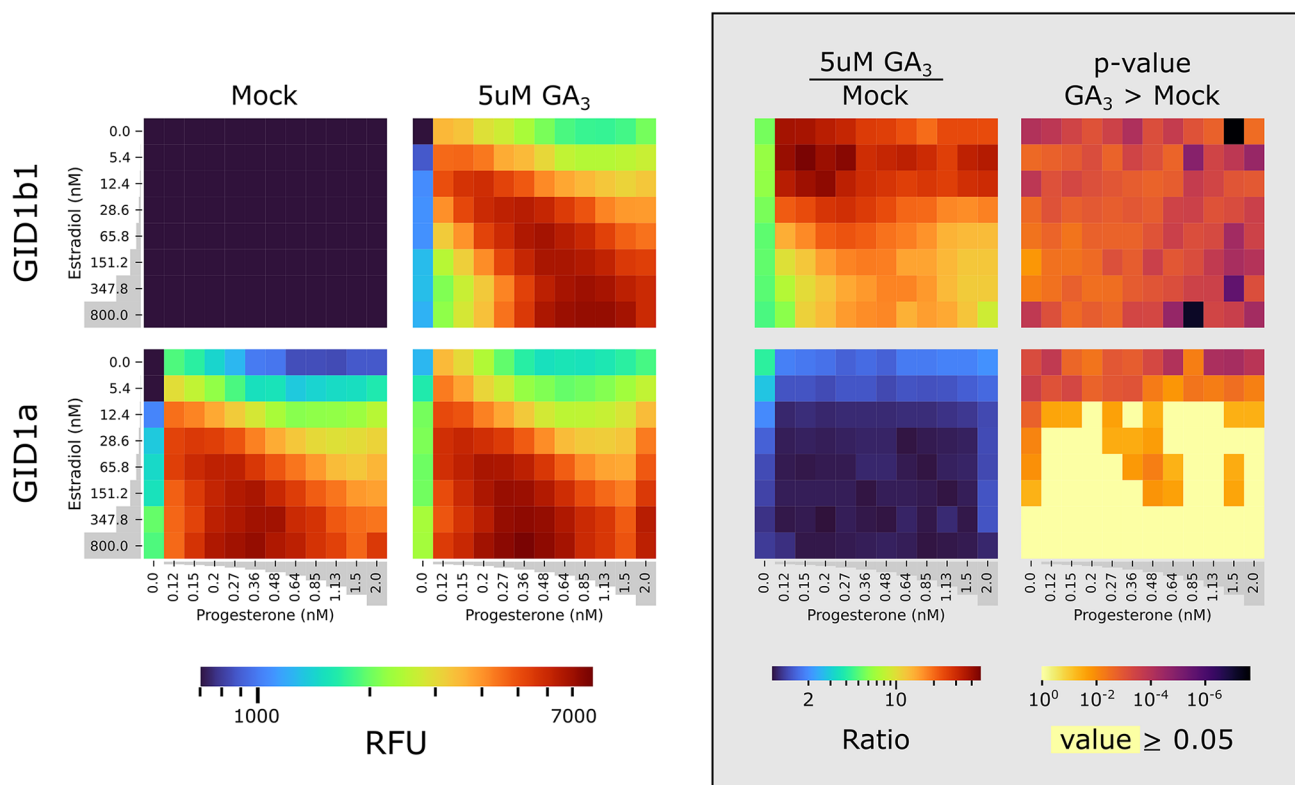 Mock
5uM GA₃
5uM GA₃
Mock
p-value
GA₃ > Mock
GID1b1
Estradiol (nM)
0.0
5.4
12.4
28.6
65.8
151.2
347.8
800.0
GID1a
Estradiol (nM)
0.0
5.4
12.4
28.6
65.8
151.2
347.8
800.0
0.0 0.12 0.15 0.2 0.27 0.36 0.48 0.64 0.85 1.13 1.5 2.0
Progesterone (nM)
0.0 0.12 0.15 0.2 0.27 0.36 0.48 0.64 0.85 1.13 1.5 2.0
Progesterone (nM)
0.0 0.12 0.15 0.2 0.27 0.36 0.48 0.64 0.85 1.13 1.5 2.0
Progesterone (nM)
0.0 0.12 0.15 0.2 0.27 0.36 0.48 0.64 0.85 1.13 1.5 2.0
Progesterone (nM)
1000 7000
RFU
2 10
Ratio
10⁰ 10⁻² 10⁻⁴ 10⁻⁶
value ≥ 0.05